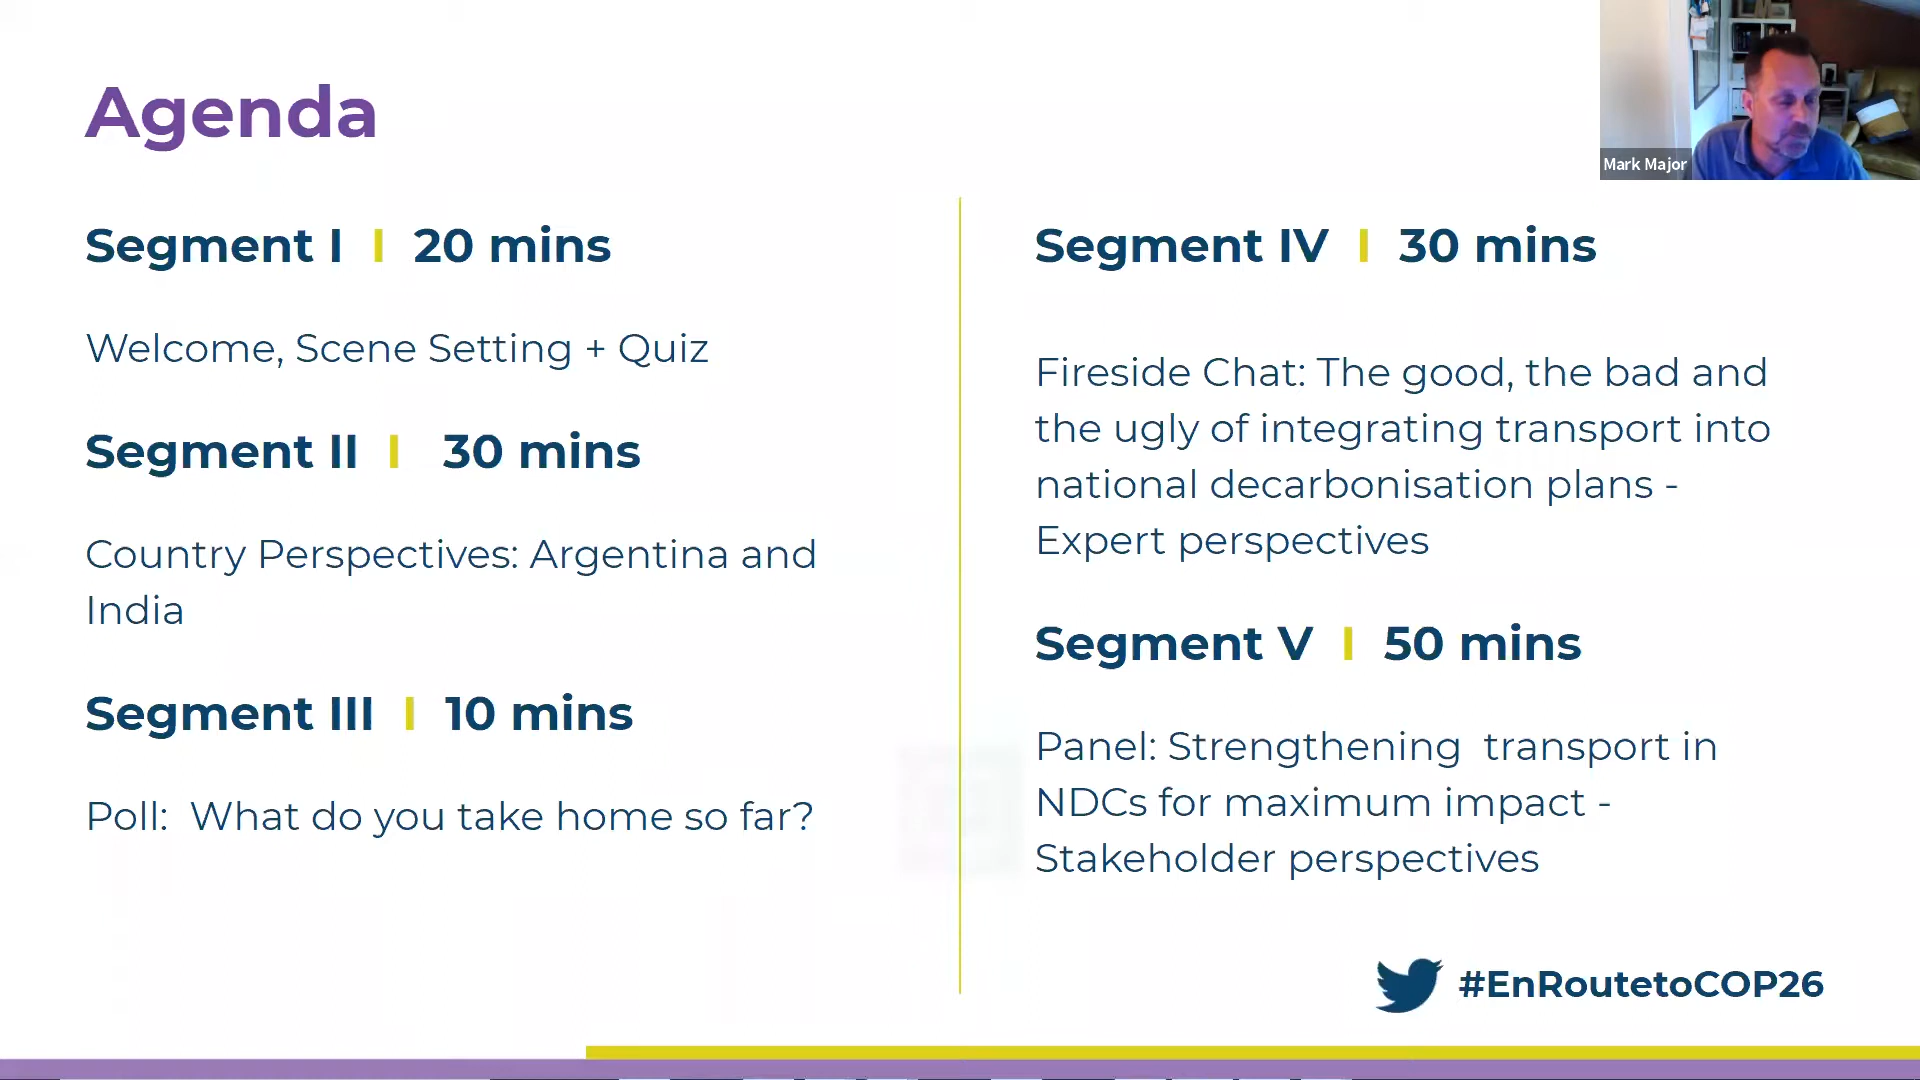 Agenda
Segment I I 20 mins
Welcome, Scene Setting + Quiz
Segment II I 30 mins
Country Perspectives: Argentina and
India
Segment III I 10 mins
Poll: What do you take home so far?
Segment IV I 30 mins
Fireside Chat: The good, the bad and
the ugly of integrating transport into
national decarbonisation plans -
Expert perspectives
Segment V I 50 mins
Panel: Strengthening transport in
NDCs for maximum impact -
Stakeholder perspectives
#EnRoutetoCOP26
Mark Major